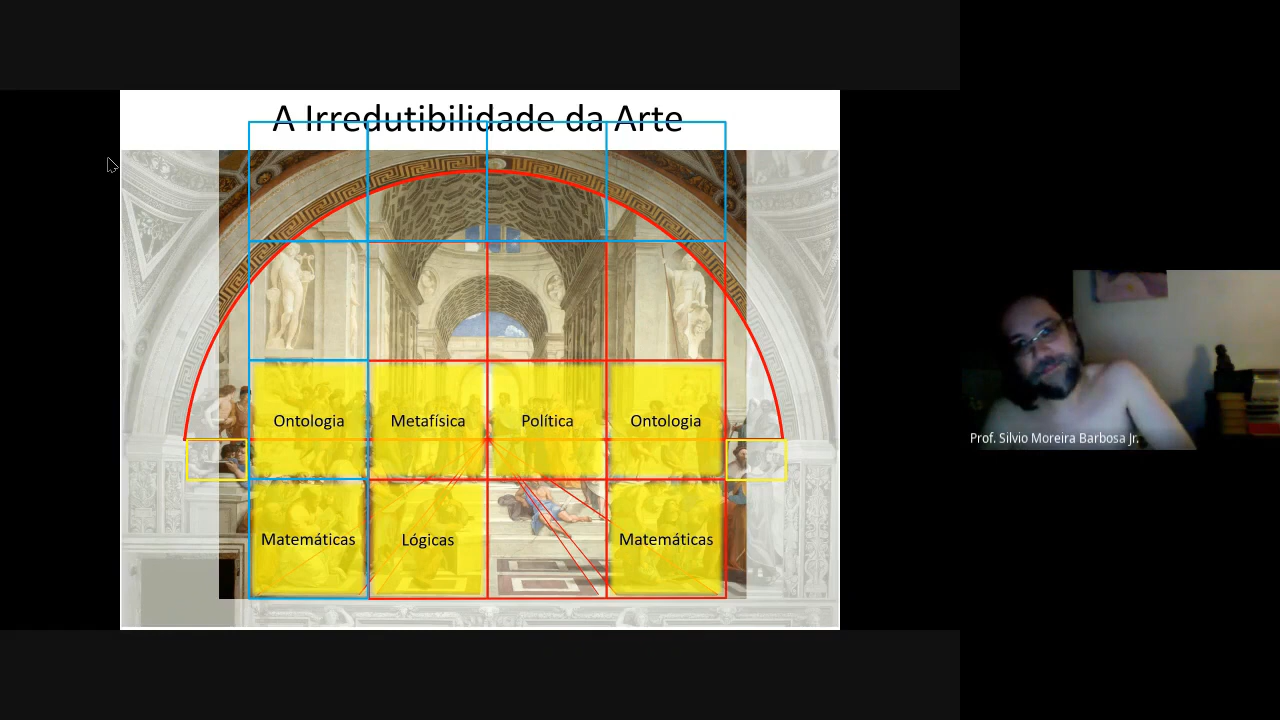 A Irredutibilidade da Arte
Ontologia Metafísica Política Ontologia
Matemáticas Lógicas Matemáticas
Prof. Silvio Moreira Barbosa Jr.